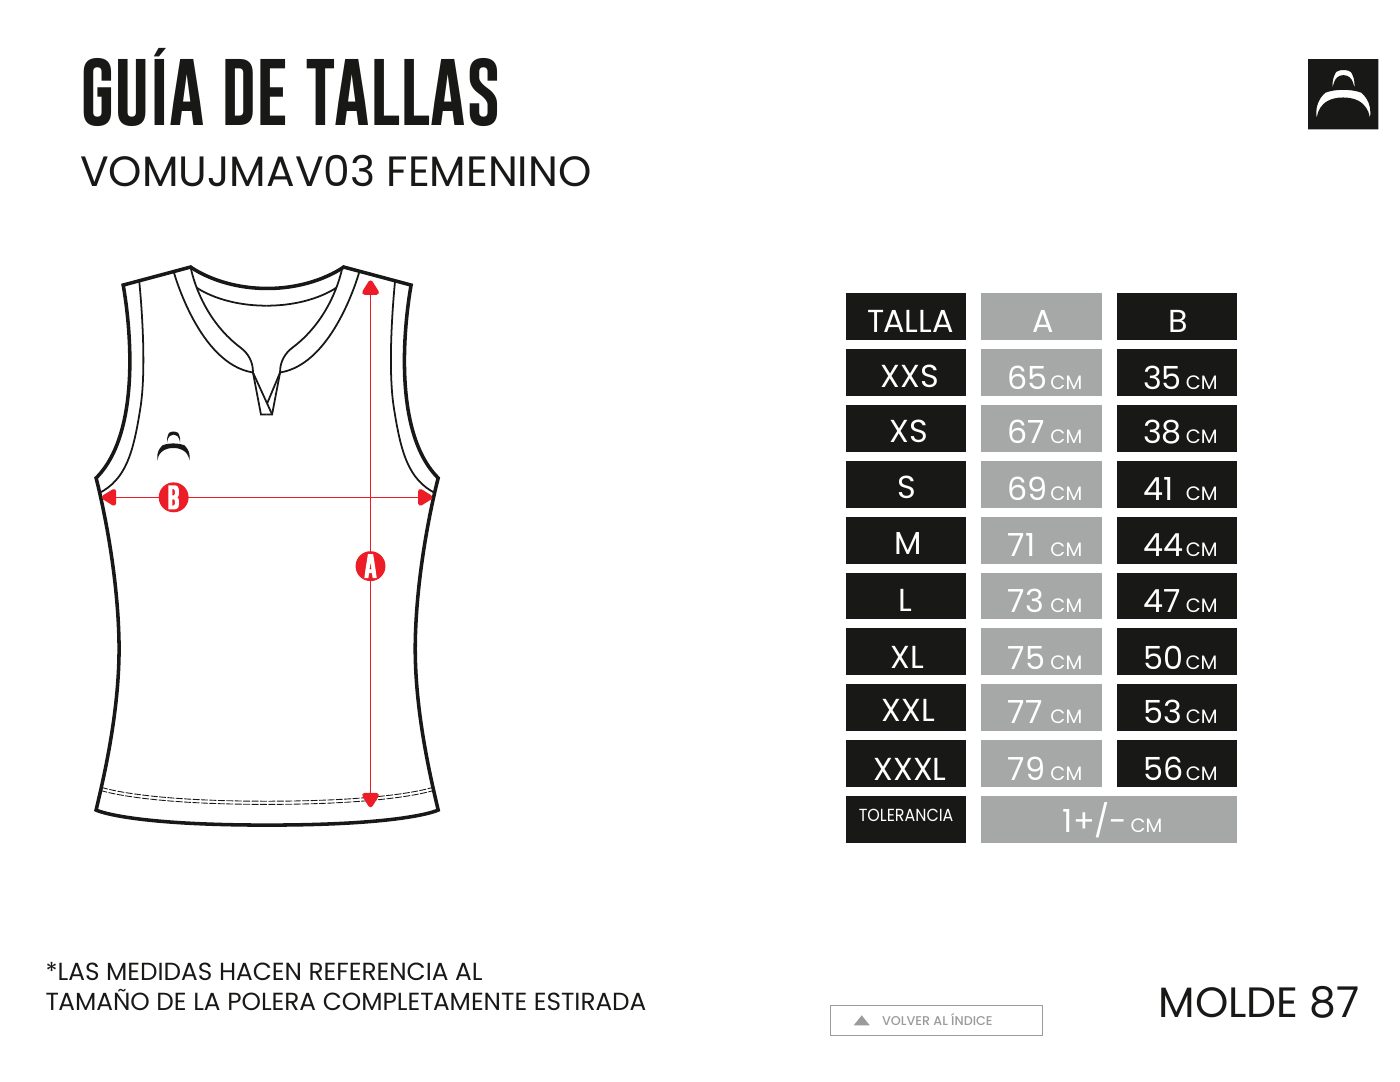 GUÍA DE TALLAS
VOMUJMAV03 FEMENINO
B
A
TALLA A B
XXS 65 CM 35 CM
XS 67 CM 38 CM
S 69 CM 41 CM
M 71 CM 44 CM
L 73 CM 47 CM
XL 75 CM 50 CM
XXL 77 CM 53 CM
XXXL 79 CM 56 CM
TOLERANCIA 1+/- CM
*LAS MEDIDAS HACEN REFERENCIA AL
TAMAÑO DE LA POLERA COMPLETAMENTE ESTIRADA
VOLVER AL ÍNDICE
MOLDE 87